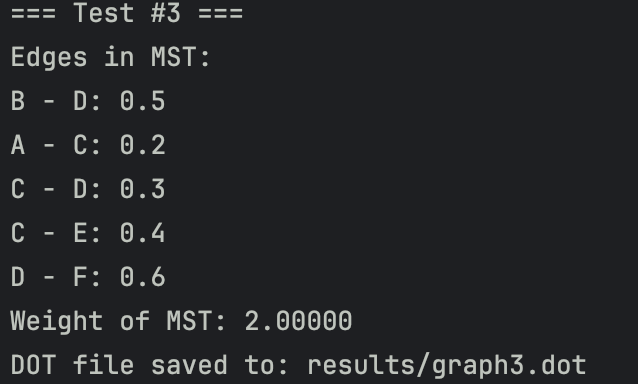 === Test #3 ===
Edges in MST:
B - D: 0.5
A - C: 0.2
C - D: 0.3
C - E: 0.4
D - F: 0.6
Weight of MST: 2.00000
DOT file saved to: results/graph3.dot